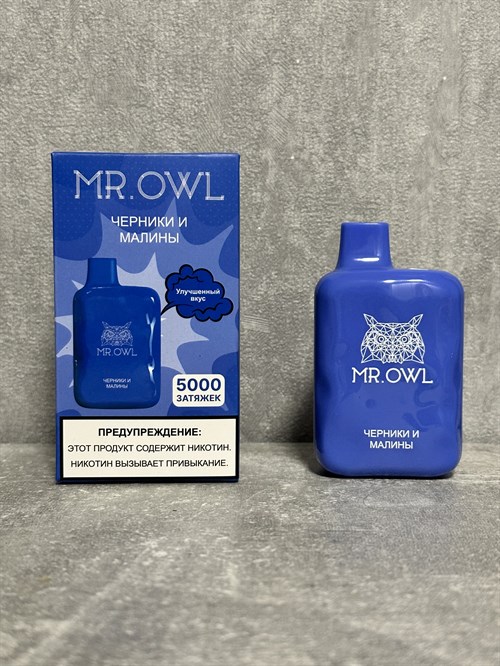 MR.OWL
ЧЕРНИКИ И
МАЛИНЫ
Улучшенный
вкус
MR.OWL
ЧЕРНИКИ И
МАЛИНЫ
5000
ЗАТЯЖЕК
ПРЕДУПРЕЖДЕНИЕ:
ЭТОТ ПРОДУКТ СОДЕРЖИТ НИКОТИН.
НИКОТИН ВЫЗЫВАЕТ ПРИВЫКАНИЕ.
MR.OWL
ЧЕРНИКИ И
МАЛИНЫ